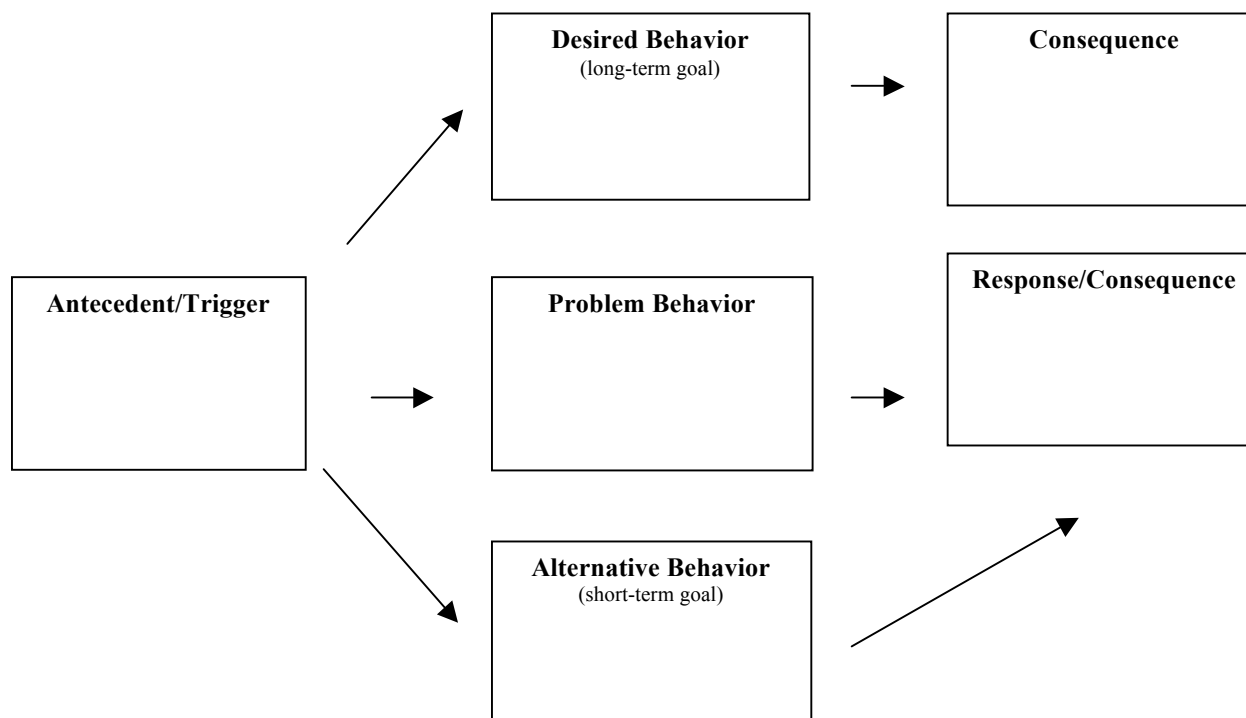 Desired Behavior
(long-term goal)
Consequence
Antecedent/Trigger
Problem Behavior
Response/Consequence
Alternative Behavior
(short-term goal)